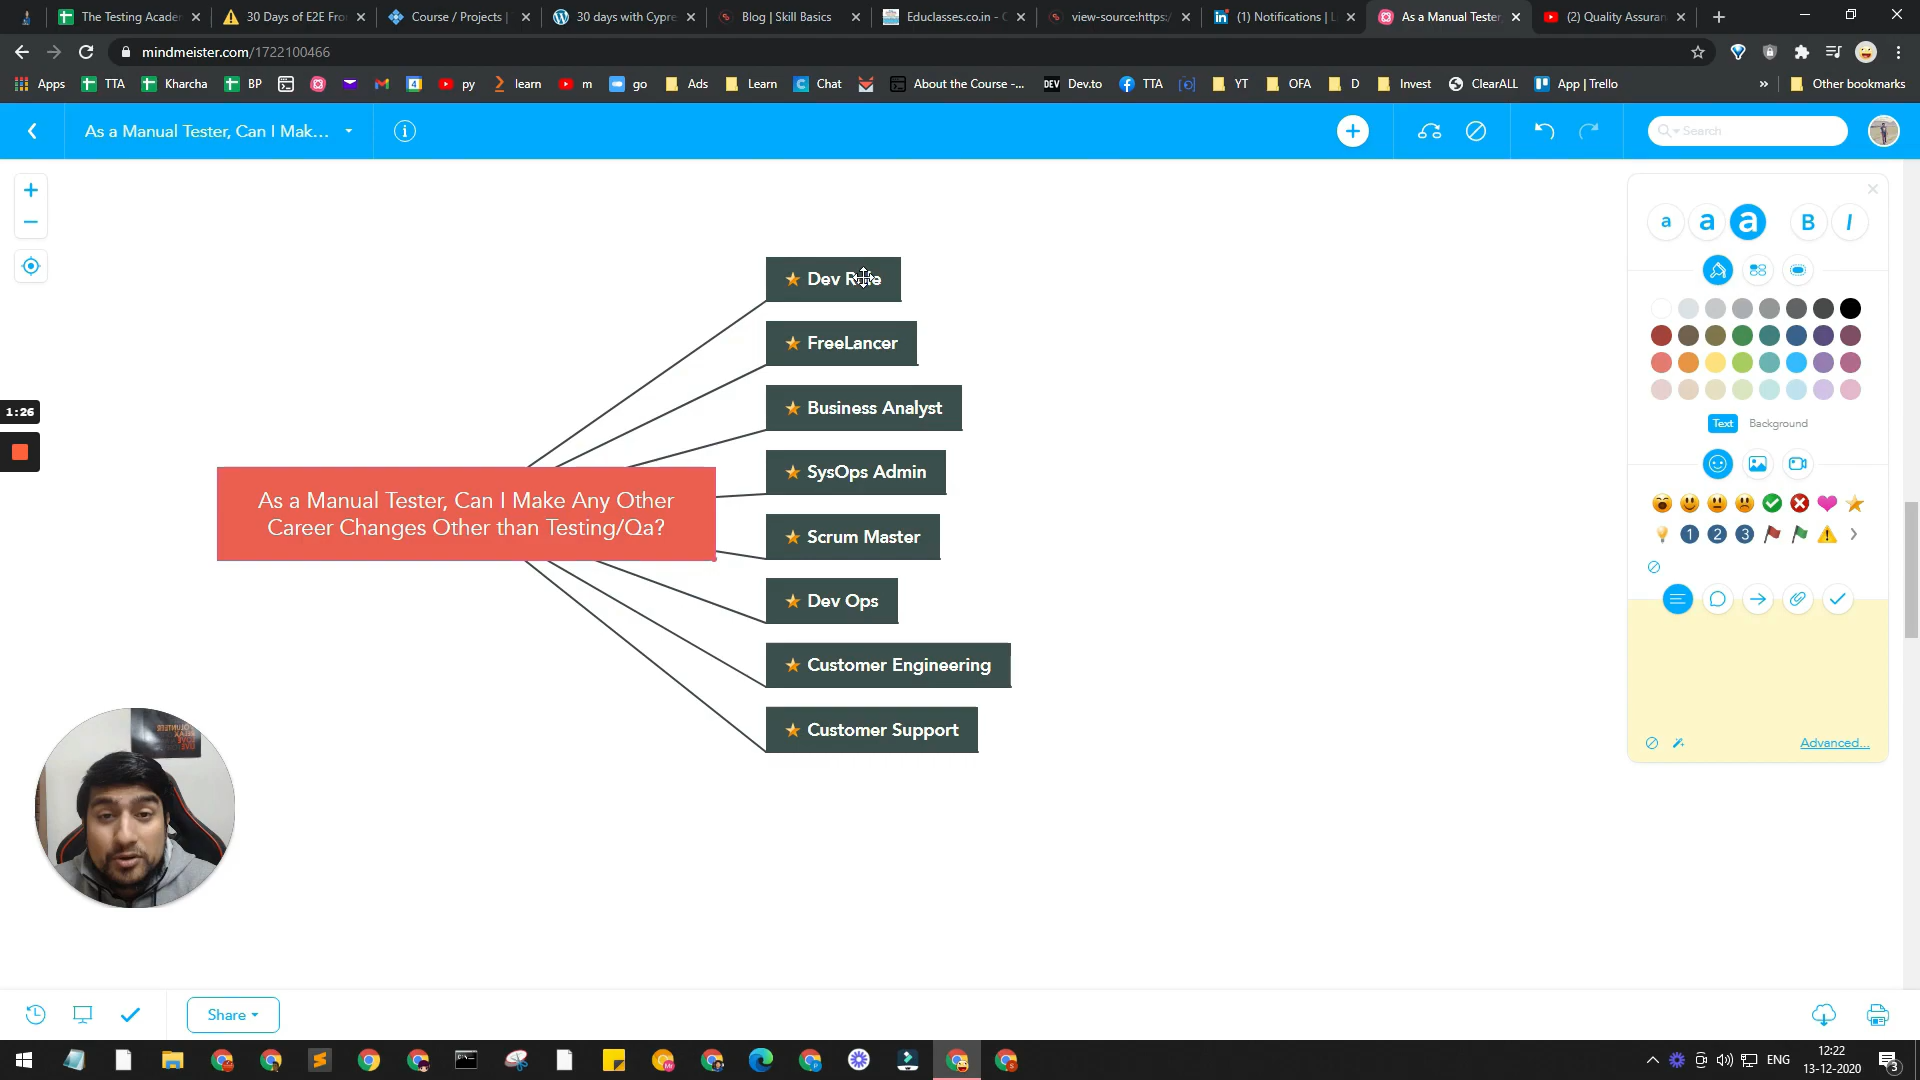 The Testing Acader
30 Days of E2E Fro
Course / Projects |
30 days with Cypre
Blog | Skill Basics
Educlasses.co.in - C
view-source:https:/
(1) Notifications | L
As a Manual Tester,
(2) Quality Assuran
mindmeister.com/1722100466
Apps
TTA
Kharcha
BP
py
learn
m
go
Ads
Learn
Chat
About the Course -...
DEV Dev.to
TTA
YT
OFA
D
Invest
ClearALL
App | Trello
»
Other bookmarks
As a Manual Tester, Can I Mak...
Search
a a a B I
Dev R
FreeLancer
Business Analyst
SysOps Admin
Scrum Master
Dev Ops
Customer Engineering
Customer Support
As a Manual Tester, Can I Make Any Other
Career Changes Other than Testing/Qa?
1:26
Text Background
1 2 3
Advanced...
Share
ENG
12:22
13-12-2020
3